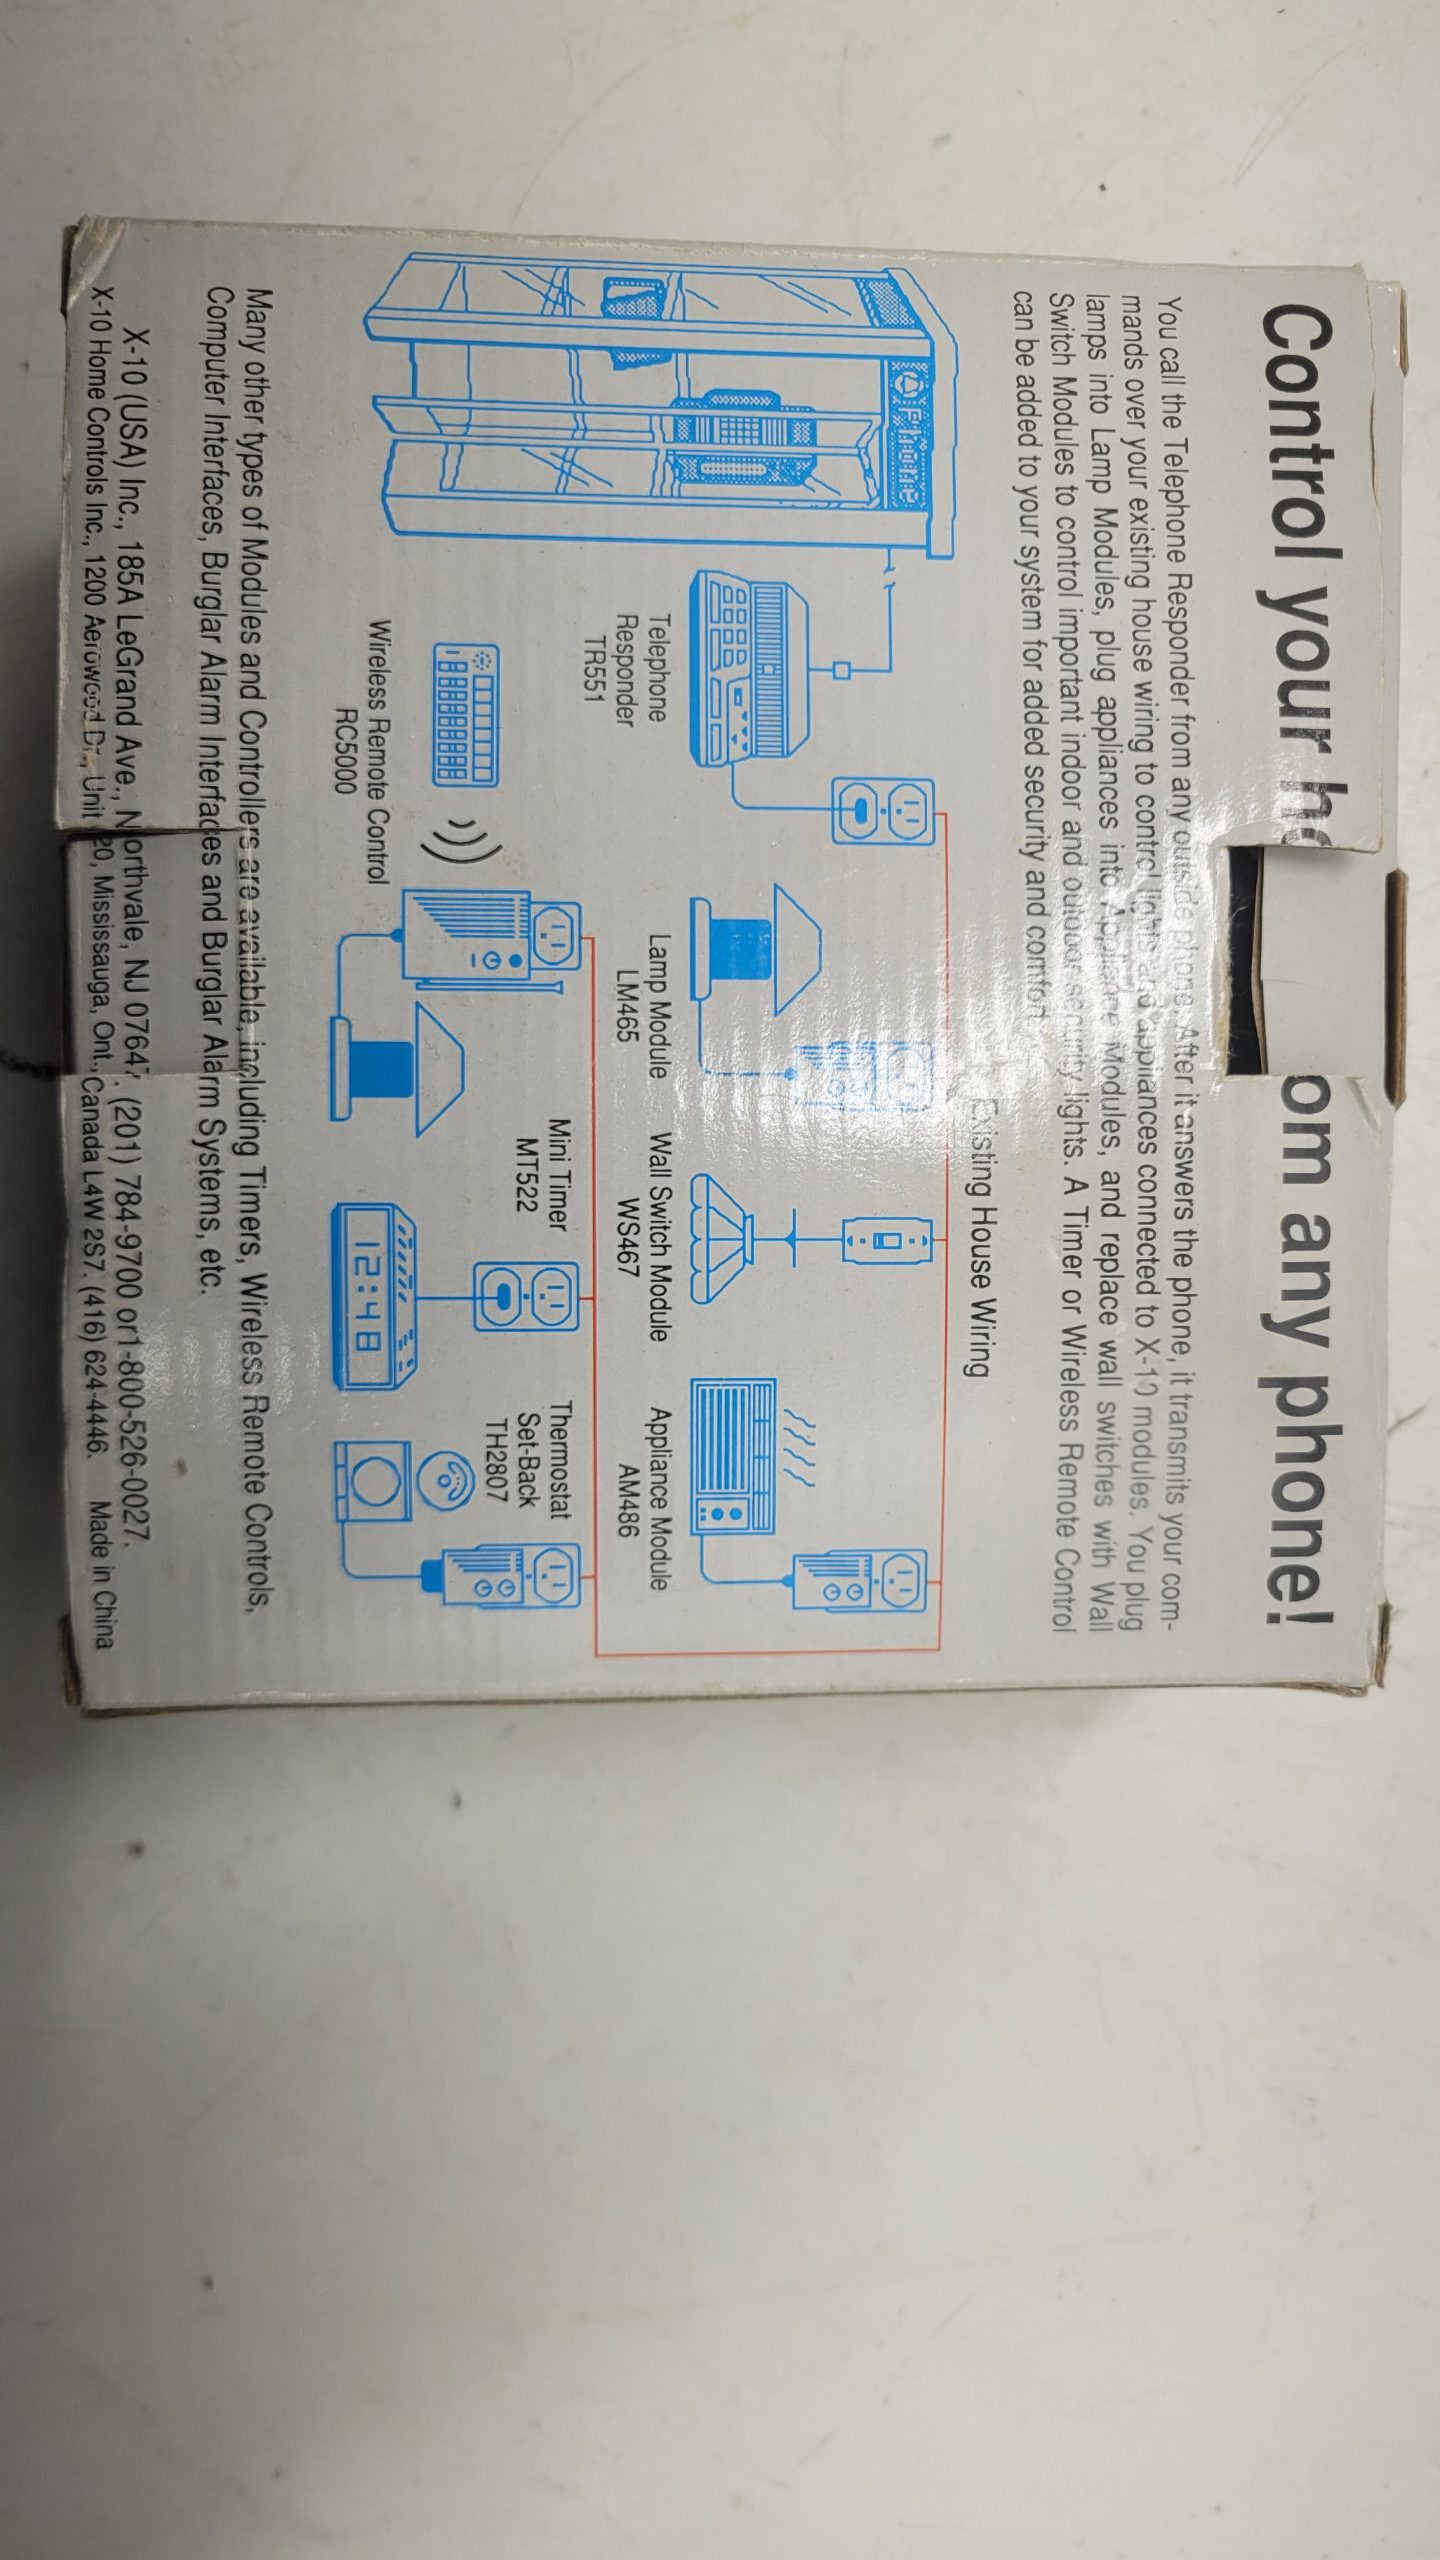 Control your ho om any phone!
You call the Telephone Responder from any outside phone. After it answers the phone, it transmits your com-
mands over your existing house wiring to control lights and appliances connected to X-10 modules. You plug
lamps into Lamp Modules, plug appliances into Appliance Modules, and replace wall switches with Wall
Switch Modules to control important indoor and outdoor security lights. A Timer or Wireless Remote Control
can be added to your system for added security and comfort.
Existing House Wiring
Phone
Telephone
Responder
TR551
Lamp Module
LM465
Wall Switch Module
WS467
Appliance Module
AM486
Wireless Remote Control
RC5000
Mini Timer
MT522
12:48
Thermostat
Set-Back
TH2807
Many other types of Modules and Controllers are available, including Timers, Wireless Remote Controls,
Computer Interfaces, Burglar Alarm Interfaces and Burglar Alarm Systems, etc.
X-10 (USA) Inc., 185A LeGrand Ave., Northvale, NJ 07647. (201) 784-9700 or1-800-526-0027.
X-10 Home Controls Inc., 1200 Aerowood Dr., Unit 20, Mississauga, Ont., Canada L4W 2S7. (416) 624-4446. Made in China